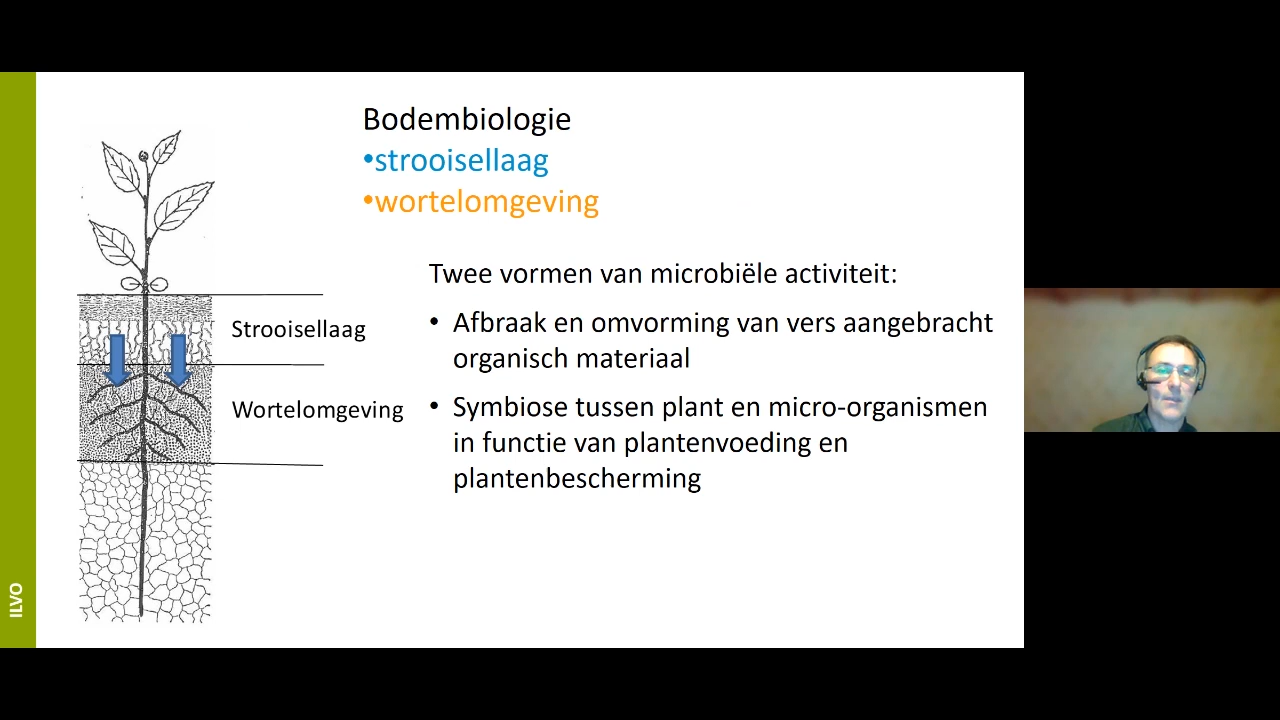 Bodembiologie
•strooisellaag
•wortelomgeving
Twee vormen van microbiële activiteit:
• Afbraak en omvorming van vers aangebracht
organisch materiaal
• Symbiose tussen plant en micro-organismen
in functie van plantenvoeding en
plantenbescherming
Strooisellaag
Wortelomgeving
ILVO